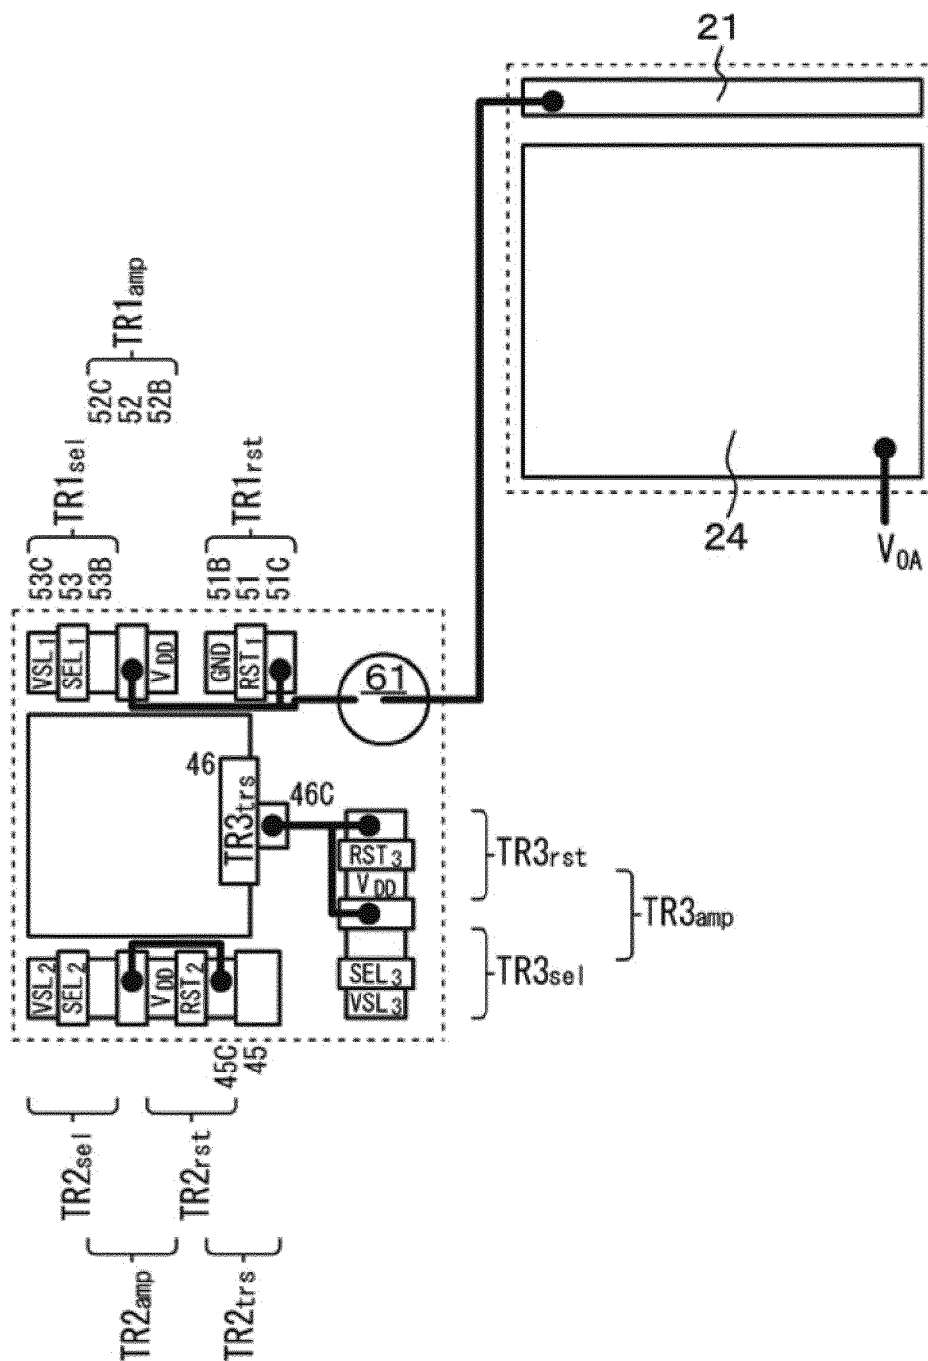 21
24
V0A
TR1amp
52C
52
52B
TR1sel
53C
53
53B
TR1rst
51B
51
51C
VSL1
SEL1
VDD
GND
RST1
61
46
TR3trs
46C
RST3
VDD
SEL3
VSL3
TR3rst
TR3amp
TR3sel
VSL2
SEL2
VDD
RST2
45C
45
TR2sel
TR2rst
TR2amp
TR2trs